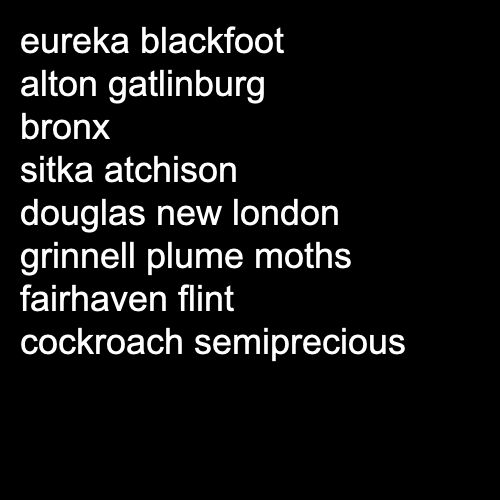 eureka blackfoot
alton gatlinburg
bronx
sitka atchison
douglas new london
grinnell plume moths
fairhaven flint
cockroach semiprecious